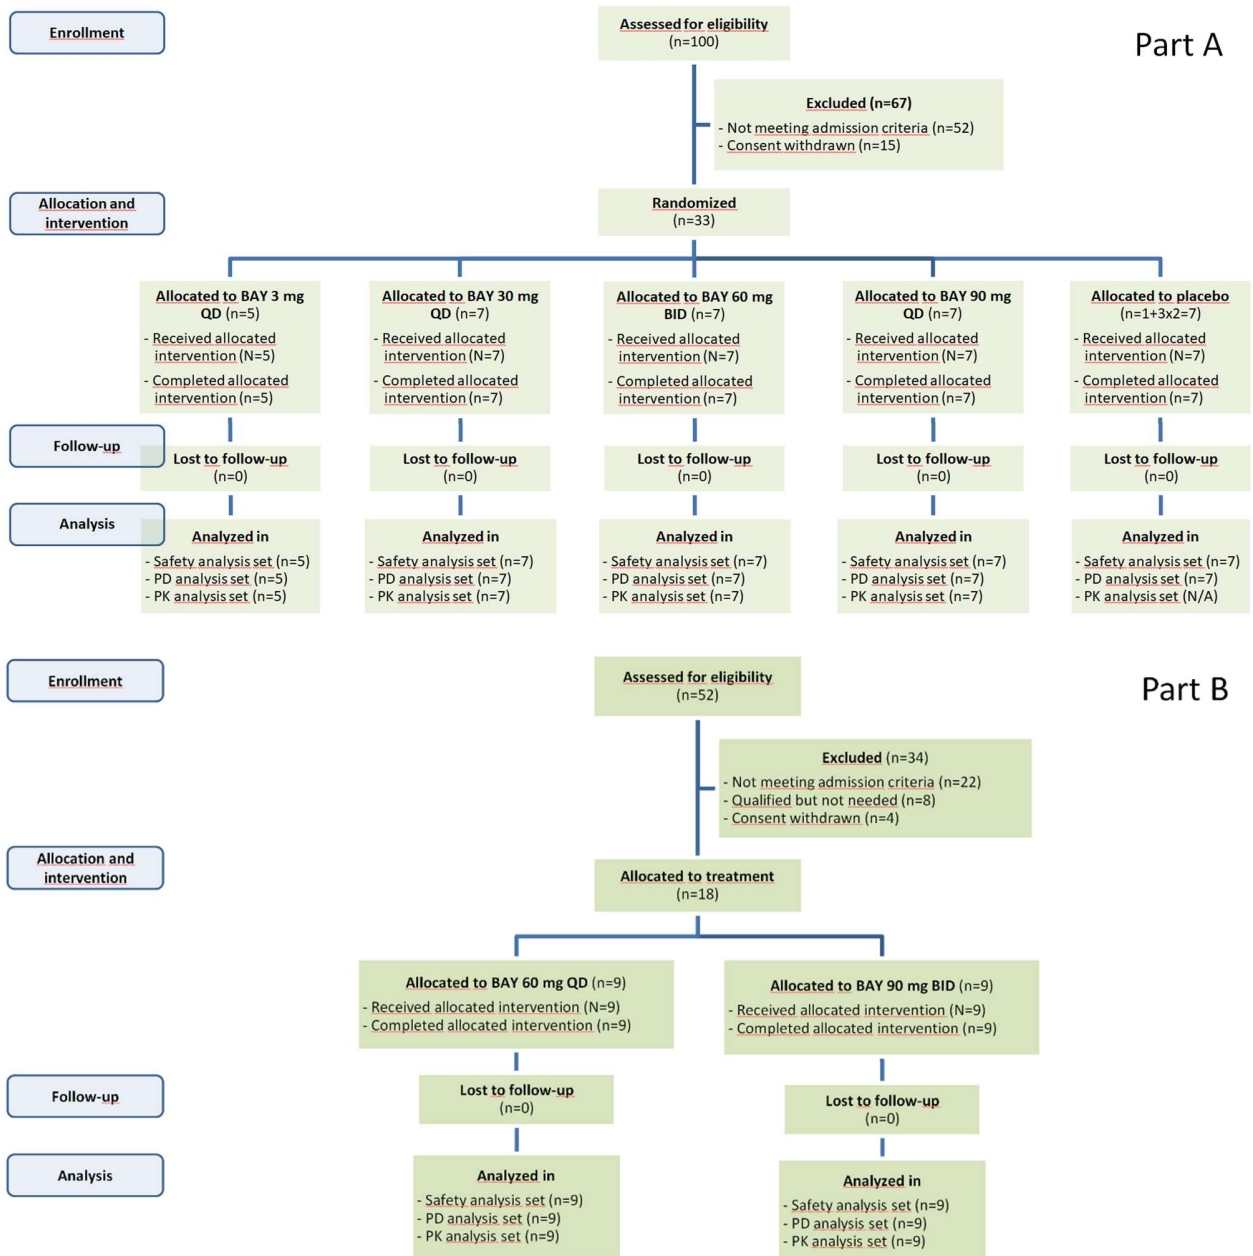 Enrollment
Assessed for eligibility
(n=100)
Part A
Excluded (n=67)
- Not meeting admission criteria (n=52)
- Consent withdrawn (n=15)
Allocation and
intervention
Randomized
(n=33)
Allocated to BAY 3 mg
QD (n=5)
- Received allocated
intervention (N=5)
- Completed allocated
intervention (n=5)
Allocated to BAY 30 mg
QD (n=7)
- Received allocated
intervention (N=7)
- Completed allocated
intervention (n=7)
Allocated to BAY 60 mg
BID (n=7)
- Received allocated
intervention (N=7)
- Completed allocated
intervention (n=7)
Allocated to BAY 90 mg
QD (n=7)
- Received allocated
intervention (N=7)
- Completed allocated
intervention (n=7)
Allocated to placebo
(n=1+3x2=7)
- Received allocated
intervention (N=7)
- Completed allocated
intervention (n=7)
Follow-up
Lost to follow-up
(n=0)
Lost to follow-up
(n=0)
Lost to follow-up
(n=0)
Lost to follow-up
(n=0)
Lost to follow-up
(n=0)
Analysis
Analyzed in
- Safety analysis set (n=5)
- PD analysis set (n=5)
- PK analysis set (n=5)
Analyzed in
- Safety analysis set (n=7)
- PD analysis set (n=7)
- PK analysis set (n=7)
Analyzed in
- Safety analysis set (n=7)
- PD analysis set (n=7)
- PK analysis set (n=7)
Analyzed in
- Safety analysis set (n=7)
- PD analysis set (n=7)
- PK analysis set (n=7)
Analyzed in
- Safety analysis set (n=7)
- PD analysis set (n=7)
- PK analysis set (N/A)
Enrollment
Assessed for eligibility
(n=52)
Part B
Excluded (n=34)
- Not meeting admission criteria (n=22)
- Qualified but not needed (n=8)
- Consent withdrawn (n=4)
Allocation and
intervention
Allocated to treatment
(n=18)
Allocated to BAY 60 mg QD (n=9)
- Received allocated intervention (N=9)
- Completed allocated intervention (n=9)
Allocated to BAY 90 mg BID (n=9)
- Received allocated intervention (N=9)
- Completed allocated intervention (n=9)
Follow-up
Lost to follow-up
(n=0)
Lost to follow-up
(n=0)
Analysis
Analyzed in
- Safety analysis set (n=9)
- PD analysis set (n=9)
- PK analysis set (n=9)
Analyzed in
- Safety analysis set (n=9)
- PD analysis set (n=9)
- PK analysis set (n=9)